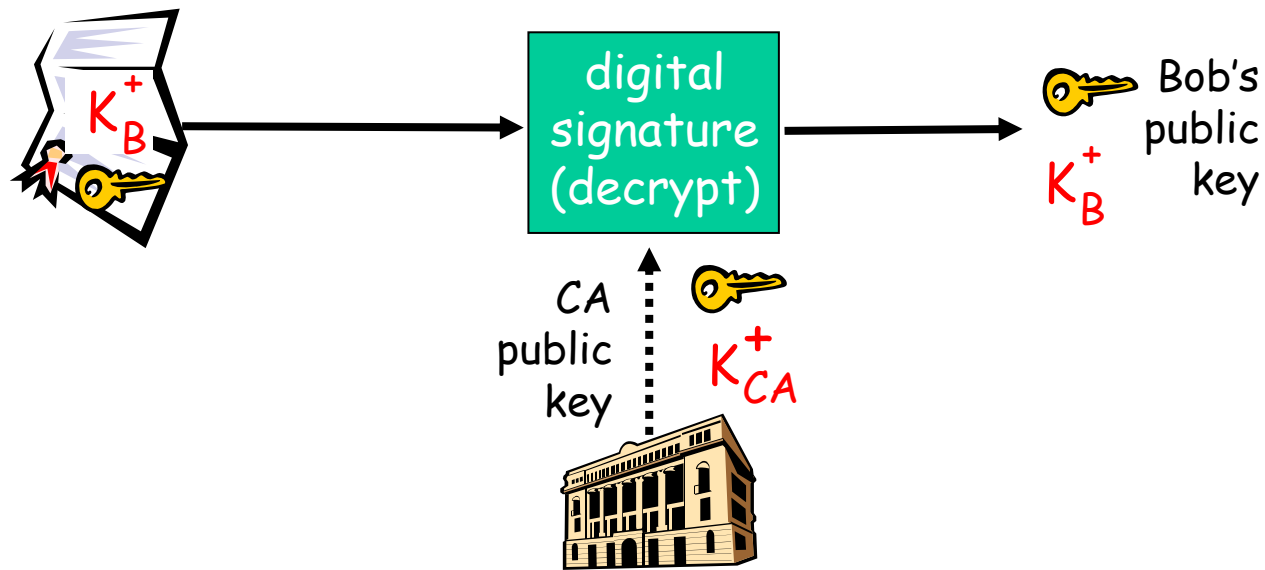 K_B^+
digital
signature
(decrypt)
Bob's
public
key
K_B^+
CA
public
key
K_CA^+